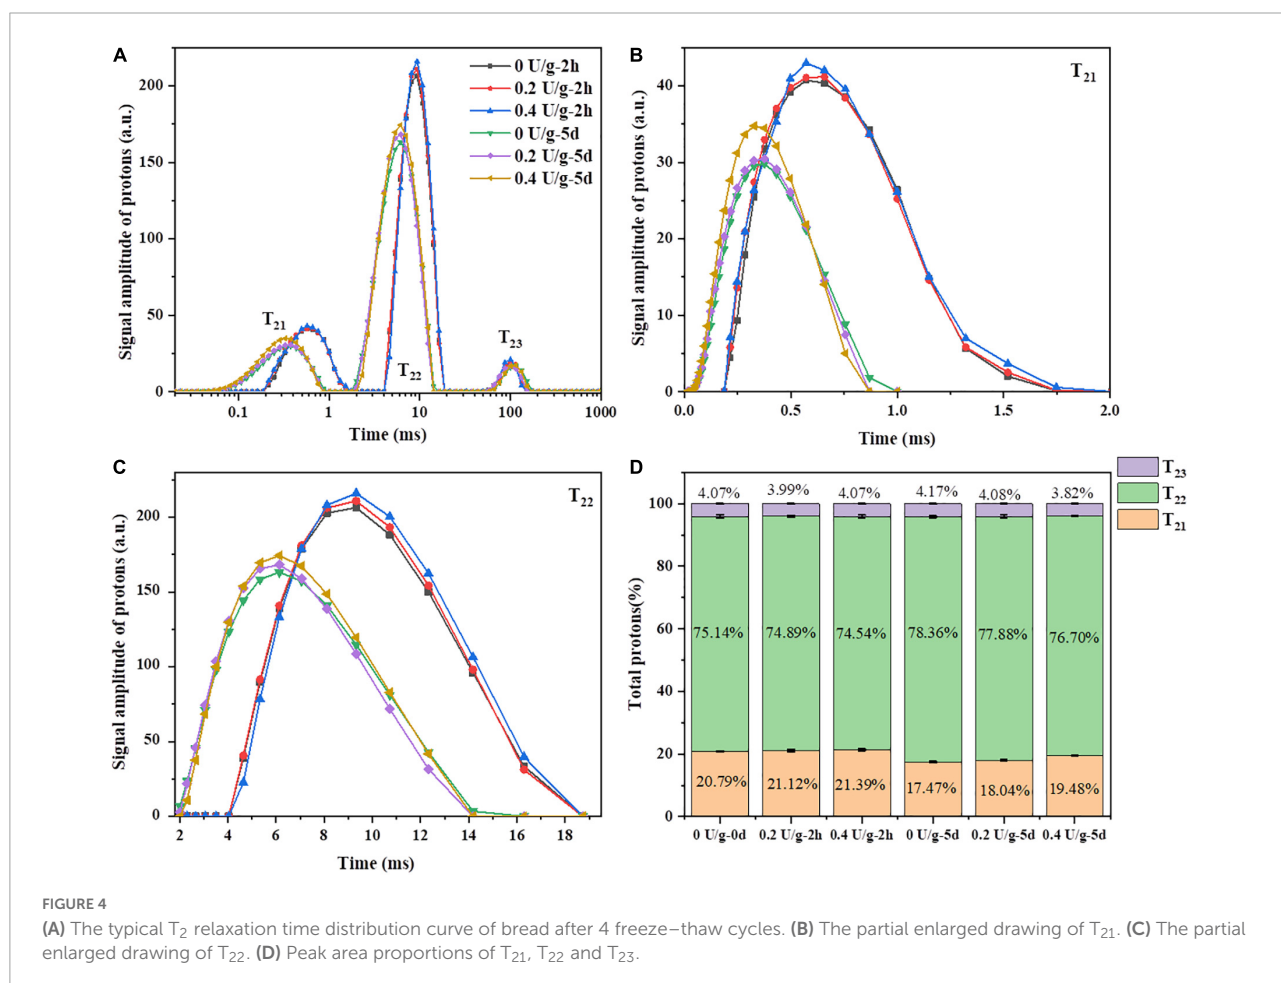 A
Signal amplitude of protons (a.u.)
200
150
100
50
0
0.1
1
10
100
1000
Time (ms)
0 U/g-2h
0.2 U/g-2h
0.4 U/g-2h
0 U/g-5d
0.2 U/g-5d
0.4 U/g-5d
T21
T22
T23
B
Signal amplitude of protons (a.u.)
40
30
20
10
0
0.0
0.5
1.0
1.5
2.0
Time (ms)
T21
C
Signal amplitude of protons (a.u.)
200
150
100
50
0
2
4
6
8
10
12
14
16
18
Time (ms)
T22
D
Total protons(%)
100
80
60
40
20
0
4.07%
3.99%
4.07%
4.17%
4.08%
3.82%
75.14%
74.89%
74.54%
78.36%
77.88%
76.70%
20.79%
21.12%
21.39%
17.47%
18.04%
19.48%
0 U/g-0d
0.2 U/g-2h
0.4 U/g-2h
0 U/g-5d
0.2 U/g-5d
0.4 U/g-5d
T23
T22
T21
FIGURE 4
(A) The typical T2 relaxation time distribution curve of bread after 4 freeze–thaw cycles. (B) The partial enlarged drawing of T21. (C) The partial
enlarged drawing of T22. (D) Peak area proportions of T21, T22 and T23.